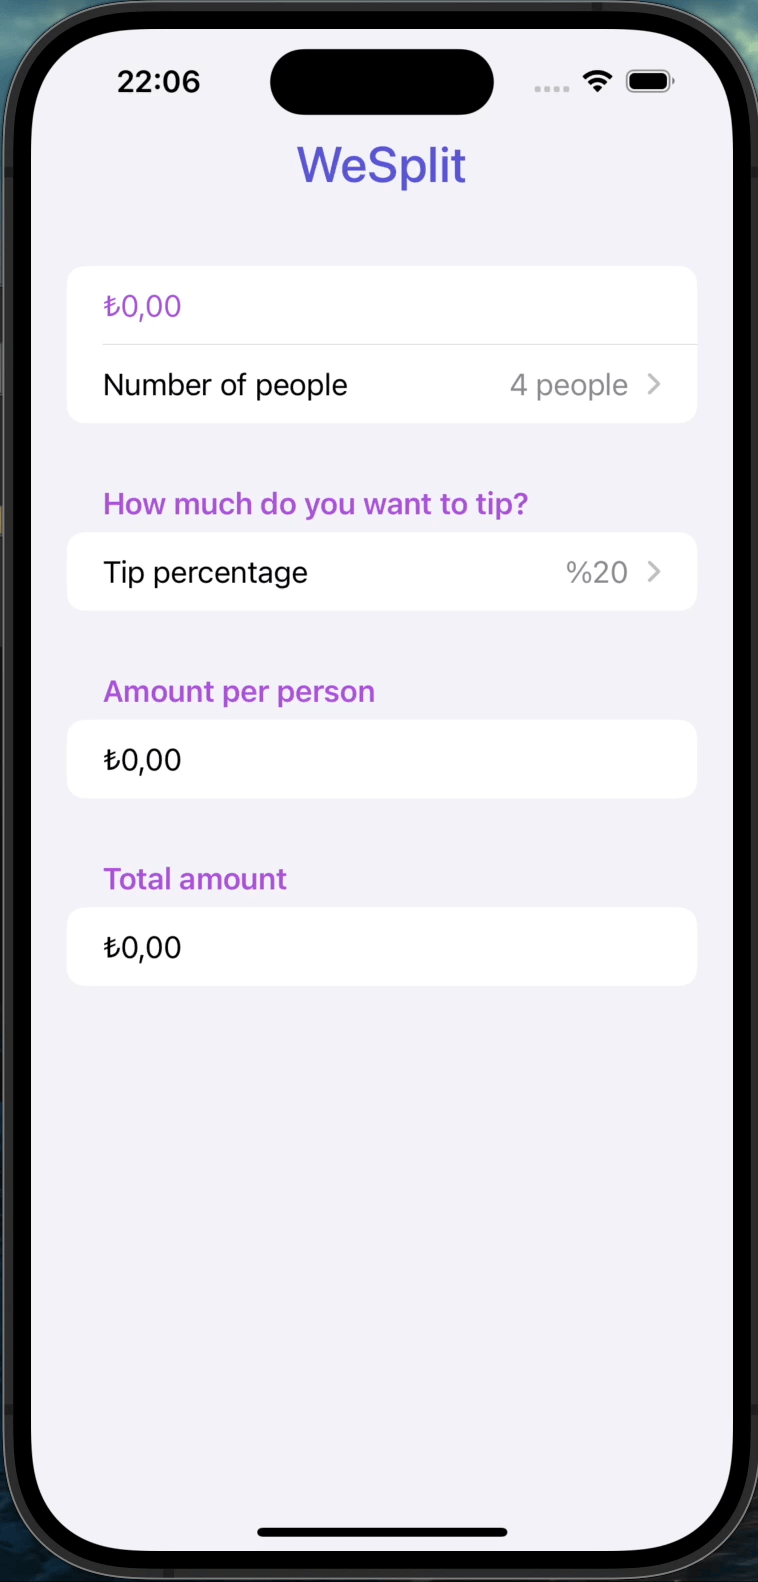 22:06
WeSplit
₺0,00
Number of people 4 people
How much do you want to tip?
Tip percentage %20
Amount per person
₺0,00
Total amount
₺0,00